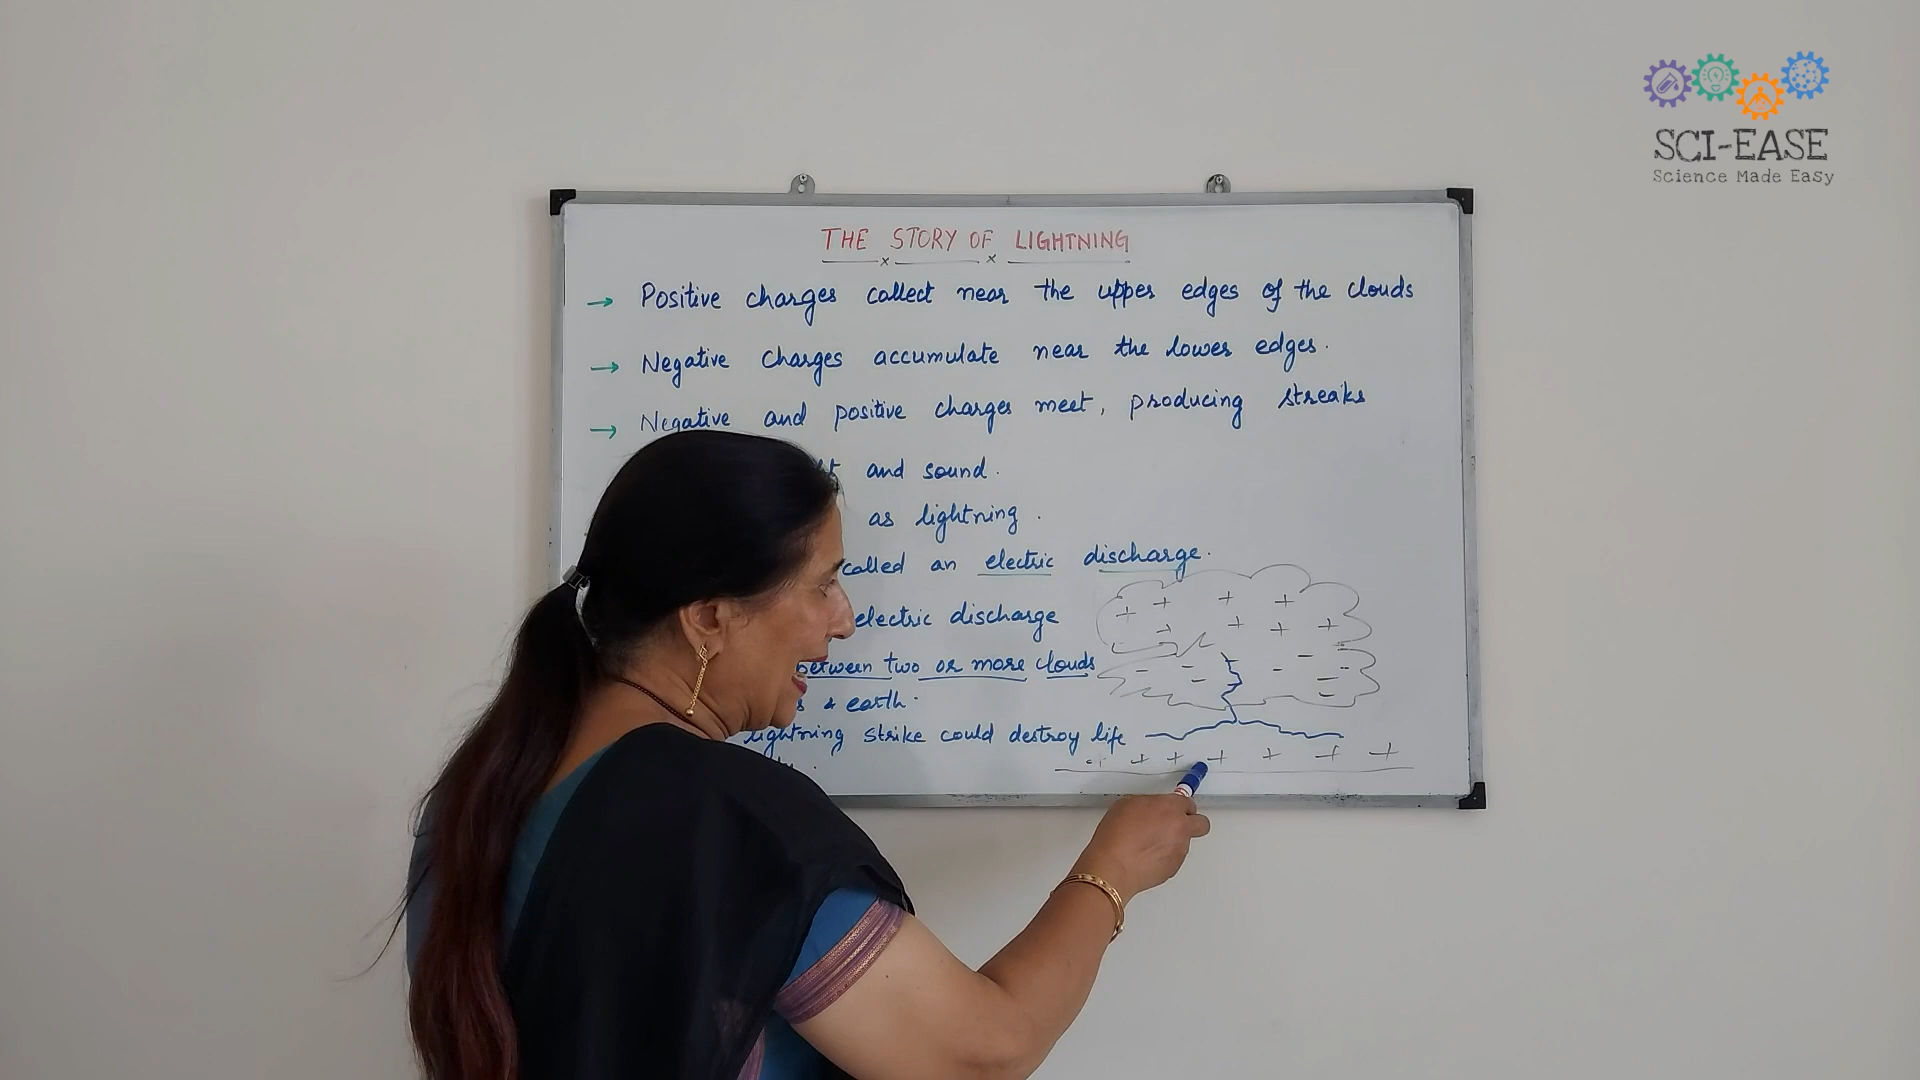 SCI-EASE
Science Made Easy
THE STORY OF LIGHTNING
→ Positive charges collect near the upper edges of the clouds
→ Negative charges accumulate near the lower edges.
→ Negative and positive charges meet, producing streaks
and sound.
as lightning.
called an electric discharge.
electric discharge
between two or more clouds
& earth.
lightning strike could destroy life